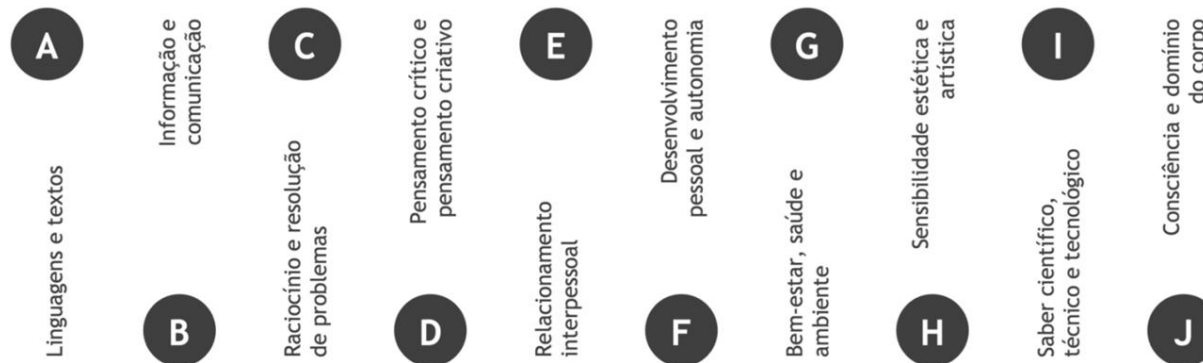 A
Linguagens e textos
Informação e
comunicação
B
C
Raciocínio e resolução
de problemas
Pensamento crítico e
pensamento criativo
D
E
Relacionamento
interpessoal
Desenvolvimento
pessoal e autonomia
F
G
Bem-estar, saúde e
ambiente
Sensibilidade estética e
artística
H
I
Saber científico,
técnico e tecnológico
Consciência e domínio
do corpo
J